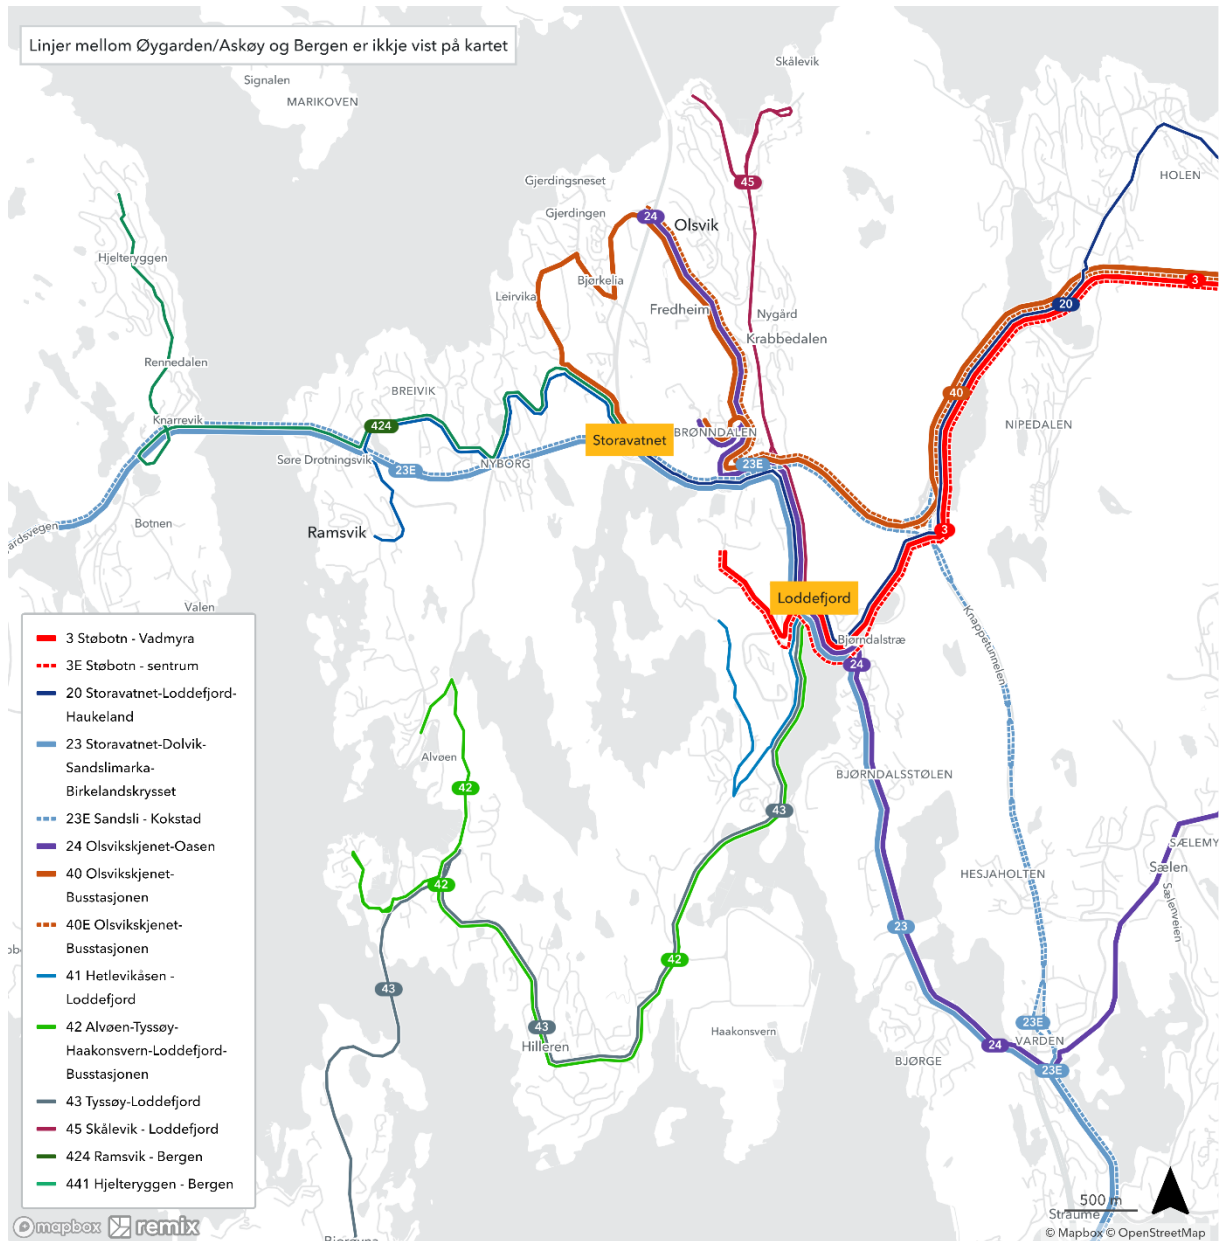 Linjer mellom Øygarden/Askøy og Bergen er ikkje vist på kartet
Skålevik
Signalen
MARIKOVEN
HOLEN
Gjerdingsneset
45
Gjerdingen
24
Olsvik
Hjelteryggen
Bjørkelia
3
Leirvika
Fredheim
20
Nygård
Krabbedalen
Rennedalen
BREIVIK
40
Knarrevik
424
NIPEDALEN
Storavatnet
BRØNNDALEN
Søre Drotningsvik
23E
NYBORG
23E
Botnen
Ramsvik
3
Loddefjord
Valen
Knappetunnelen
Bjørndalstræ
24
Alvøen
42
BJØRNDALSSTØLEN
43
SÆLEMY
Sælen
HESJAHOLTEN
42
Sælenveien
23
42
43
43
Hilleren
Haakonsvern
23E
VARDEN
24
BJØRGE
23E
3 Støbotn - Vadmyra
3E Støbotn - sentrum
20 Storavatnet-Loddefjord-
Haukeland
23 Storavatnet-Dolvik-
Sandslimarka-
Birkelandskrysset
23E Sandsli - Kokstad
24 Olsvikskjenet-Oasen
40 Olsvikskjenet-
Busstasjonen
40E Olsvikskjenet-
Busstasjonen
41 Hetlevikåsen -
Loddefjord
42 Alvøen-Tyssøy-
Haakonsvern-Loddefjord-
Busstasjonen
43 Tyssøy-Loddefjord
45 Skålevik - Loddefjord
424 Ramsvik - Bergen
441 Hjelteryggen - Bergen
500 m
Straume
mapbox remix
© Mapbox © OpenStreetMap